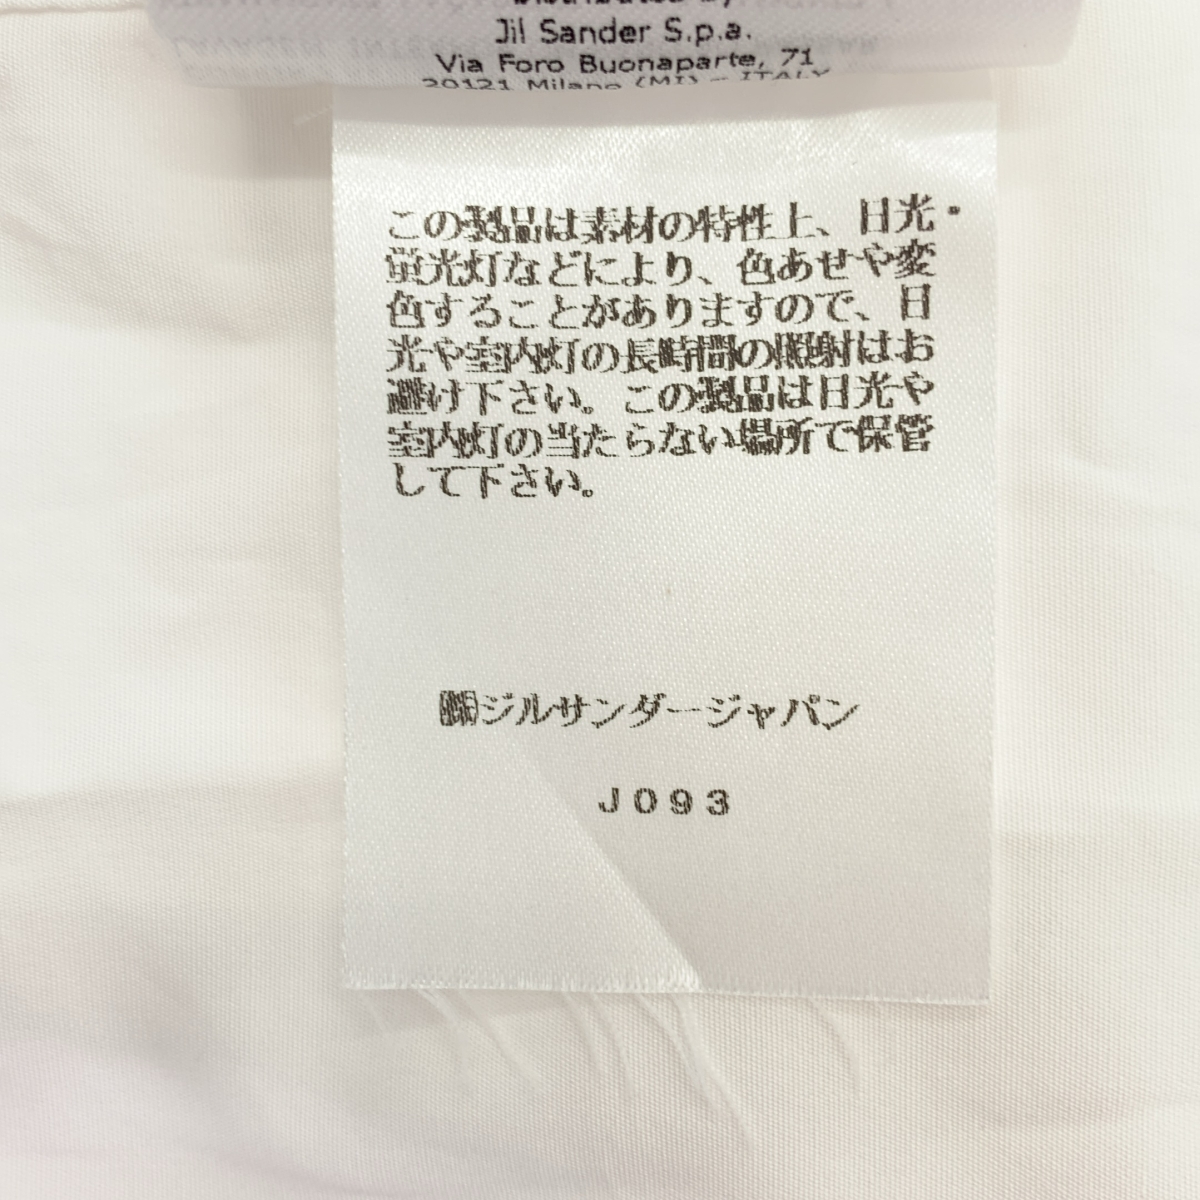 Jil Sander S.p.a.
Via Foro Buonaparte, 71
20121 Milano (MI) - ITALY
この製品は素材の特性上、日光・
蛍光灯などにより、色あせや変
色することがありますので、日
光や室内灯の長時間の照射はお
避け下さい。この製品は日光や
室内灯の当たらない場所で保管
して下さい。
㈱ジルサンダージャパン
J093